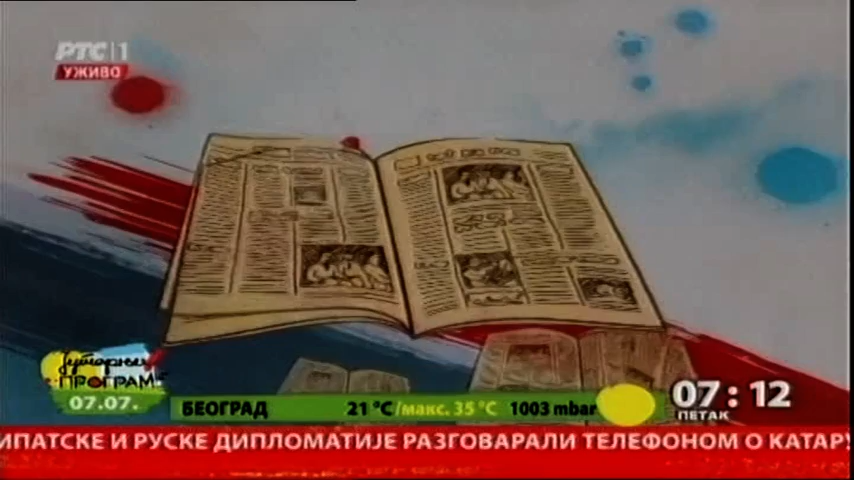 РТС 1
УЖИВО
Јутарњи
ПРОГРАМ
07.07.
БЕОГРАД 21 °C/макс. 35 °C 1003 mbar
07:12
ПЕТАК
ИПАТСКЕ И РУСКЕ ДИПЛОМАТИЈЕ РАЗГОВАРАЛИ ТЕЛЕФОНОМ О КАТАРУ